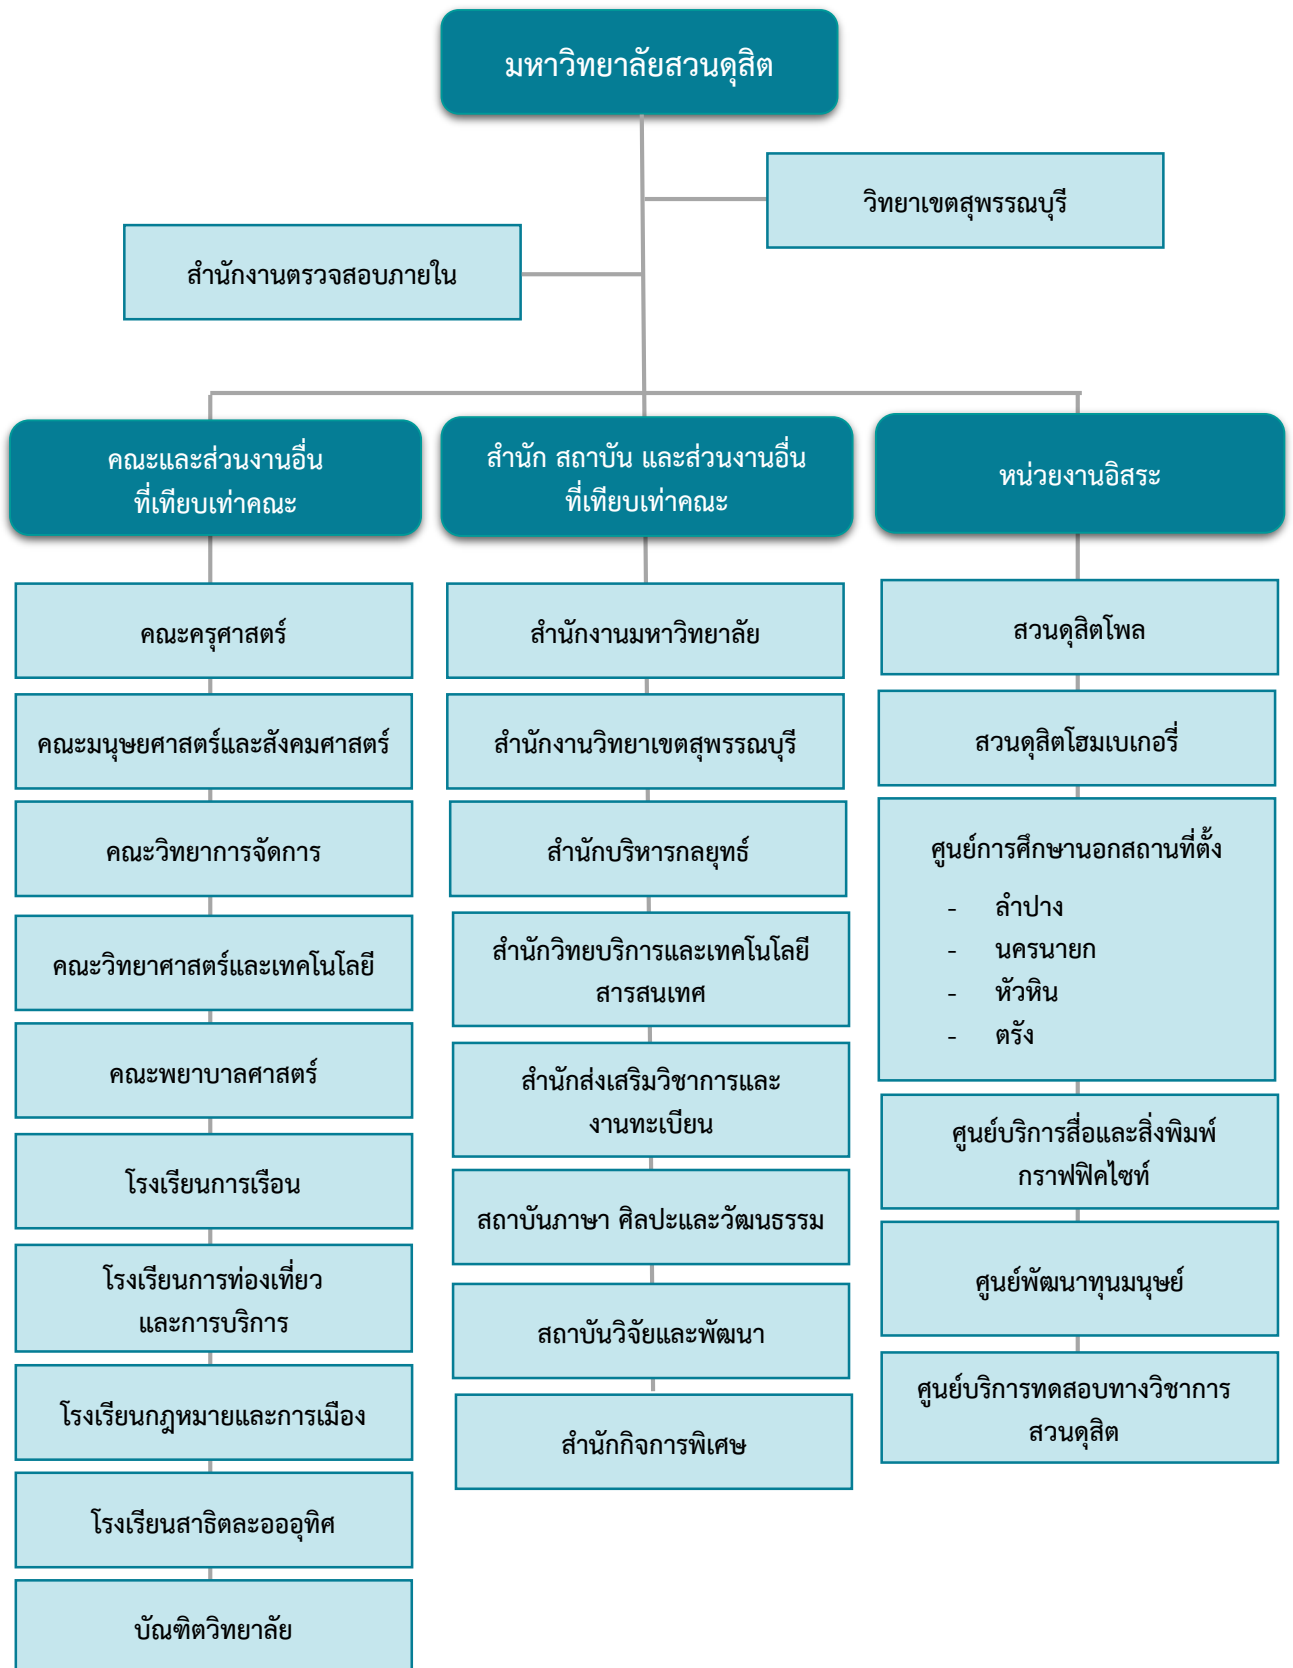 มหาวิทยาลัยสวนดุสิต
วิทยาเขตสุพรรณบุรี
สำนักงานตรวจสอบภายใน
คณะและส่วนงานอื่น
ที่เทียบเท่าคณะ
คณะครุศาสตร์
คณะมนุษยศาสตร์และสังคมศาสตร์
คณะวิทยาการจัดการ
คณะวิทยาศาสตร์และเทคโนโลยี
คณะพยาบาลศาสตร์
โรงเรียนการเรือน
โรงเรียนการท่องเที่ยว
และการบริการ
โรงเรียนกฎหมายและการเมือง
โรงเรียนสาธิตละอออุทิศ
บัณฑิตวิทยาลัย
สำนัก สถาบัน และส่วนงานอื่น
ที่เทียบเท่าคณะ
สำนักงานมหาวิทยาลัย
สำนักงานวิทยาเขตสุพรรณบุรี
สำนักบริหารกลยุทธ์
สำนักวิทยบริการและเทคโนโลยี
สารสนเทศ
สำนักส่งเสริมวิชาการและ
งานทะเบียน
สถาบันภาษา ศิลปะและวัฒนธรรม
สถาบันวิจัยและพัฒนา
สำนักกิจการพิเศษ
หน่วยงานอิสระ
สวนดุสิตโพล
สวนดุสิตโฮมเบเกอรี่
ศูนย์การศึกษานอกสถานที่ตั้ง
- ลำปาง
- นครนายก
- หัวหิน
- ตรัง
ศูนย์บริการสื่อและสิ่งพิมพ์
กราฟฟิคไซท์
ศูนย์พัฒนาทุนมนุษย์
ศูนย์บริการทดสอบทางวิชาการ
สวนดุสิต